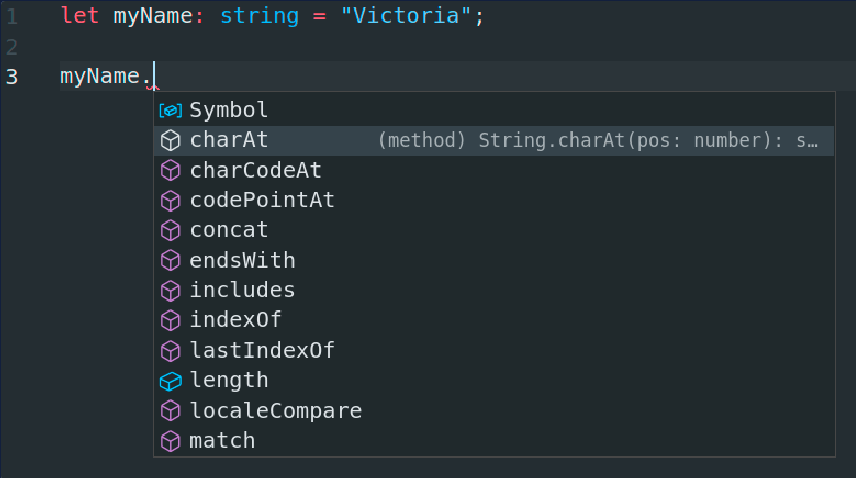 1 let myName: string = "Victoria";
2
3 myName.
Symbol
charAt (method) String.charAt(pos: number): s…
charCodeAt
codePointAt
concat
endsWith
includes
indexOf
lastIndexOf
length
localeCompare
match